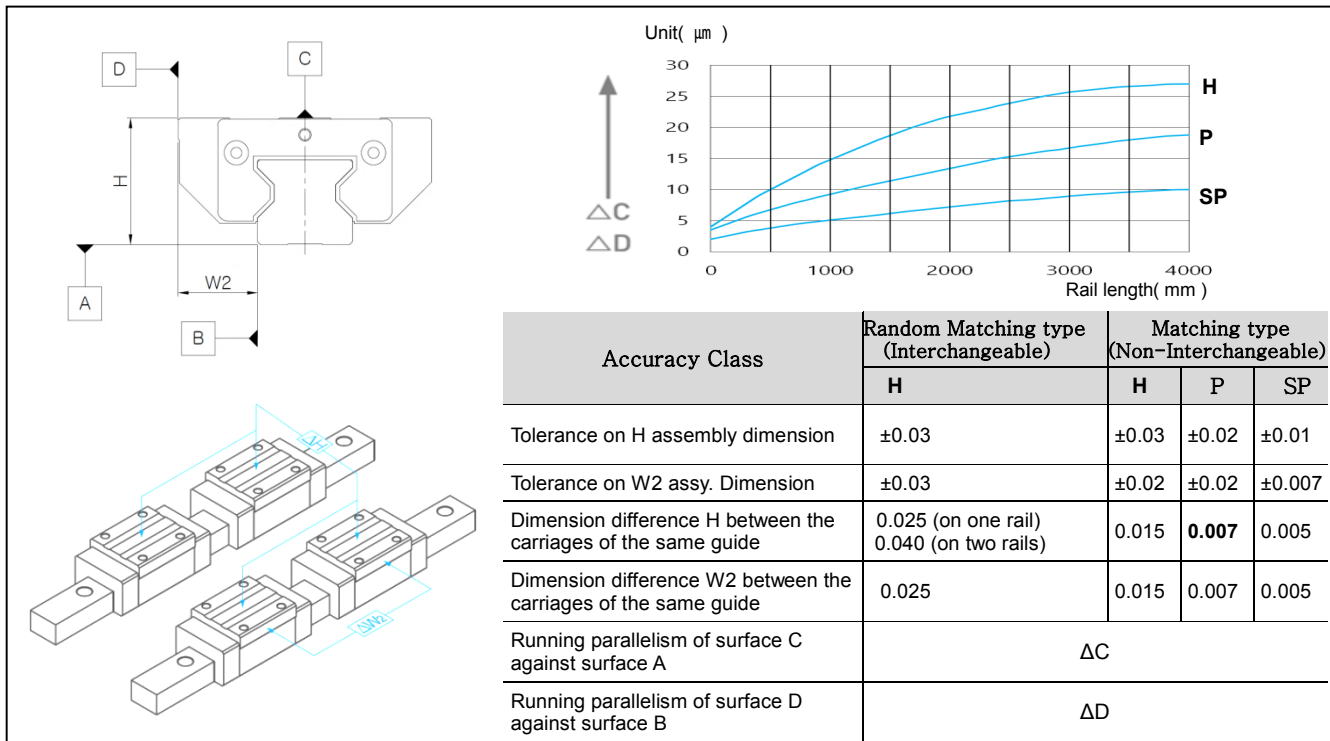 D
C
H
A
W2
B
Unit( μm )
30
25
20
15
10
5
0
H
P
SP
△C
△D
0
1000
2000
3000
4000
Rail length( mm )
ΔH
ΔW2
Accuracy Class
Random Matching type
(Interchangeable)
Matching type
(Non-Interchangeable)
H
H
P
SP
Tolerance on H assembly dimension
±0.03
±0.03
±0.02
±0.01
Tolerance on W2 assy. Dimension
±0.03
±0.02
±0.02
±0.007
Dimension difference H between the
carriages of the same guide
0.025 (on one rail)
0.040 (on two rails)
0.015
0.007
0.005
Dimension difference W2 between the
carriages of the same guide
0.025
0.015
0.007
0.005
Running parallelism of surface C
against surface A
ΔC
Running parallelism of surface D
against surface B
ΔD